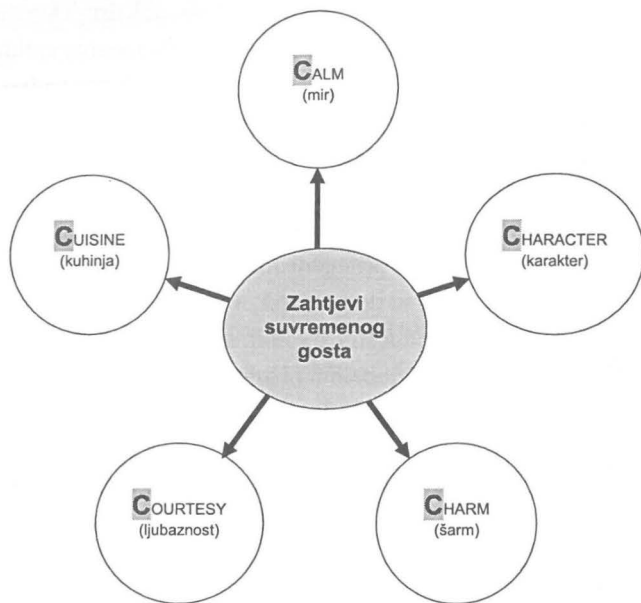 CALM
(mir)
CUISINE
(kuhinja)
CHARACTER
(karakter)
Zahtjevi
suvremenog
gosta
COURTESY
(ljubaznost)
CHARM
(šarm)